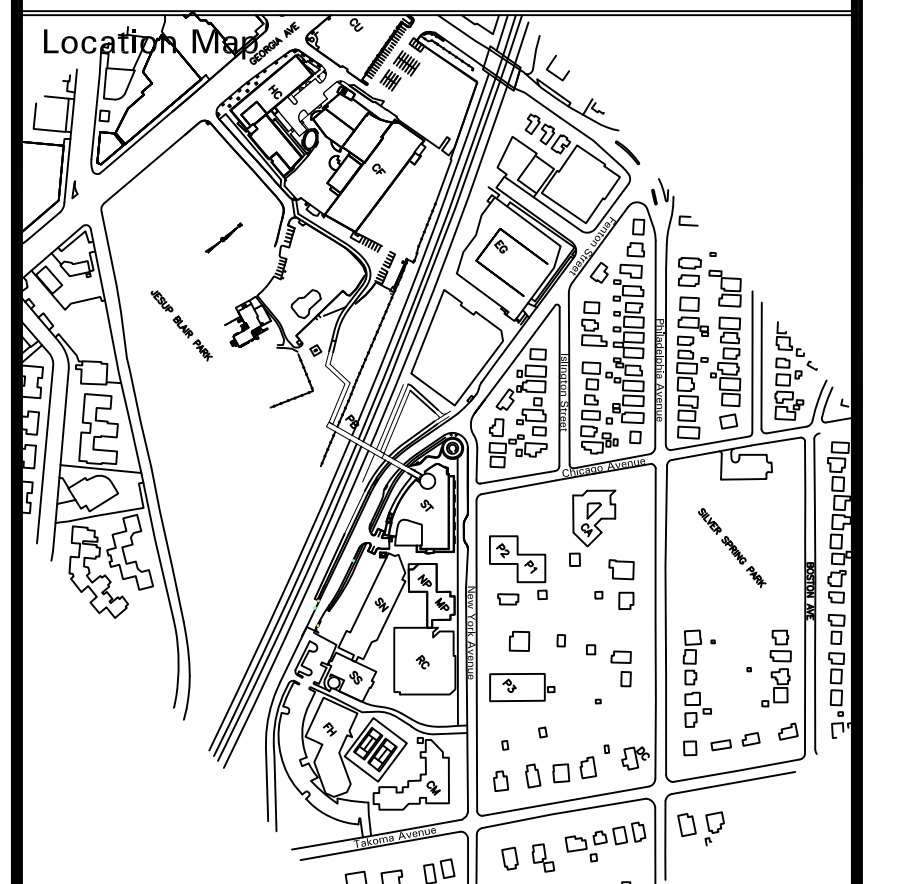 Location Map
GEORGIA AVE
CU
HC
CF
Fenton Street
EG
JESUP BLAIR PARK
Philadelphia Avenue
Islington Street
PB
Chicago Avenue
ST
CA
SILVER SPRING PARK
P2
P1
BOSTON AVE
NP
MP
SN
New York Avenue
RC
SS
P3
FH
DC
CM
Takoma Avenue